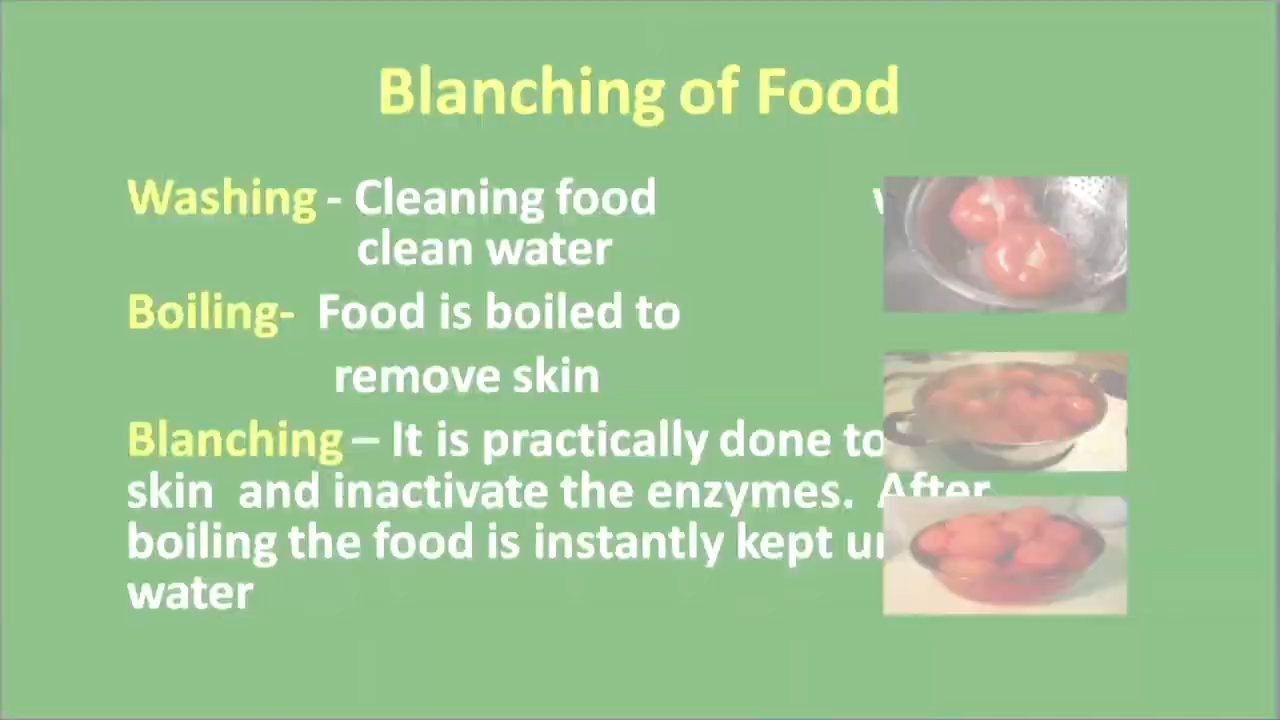 Blanching of Food
Washing - Cleaning food
clean water
Boiling- Food is boiled to
remove skin
Blanching – It is practically done to
skin and inactivate the enzymes. After
boiling the food is instantly kept
water